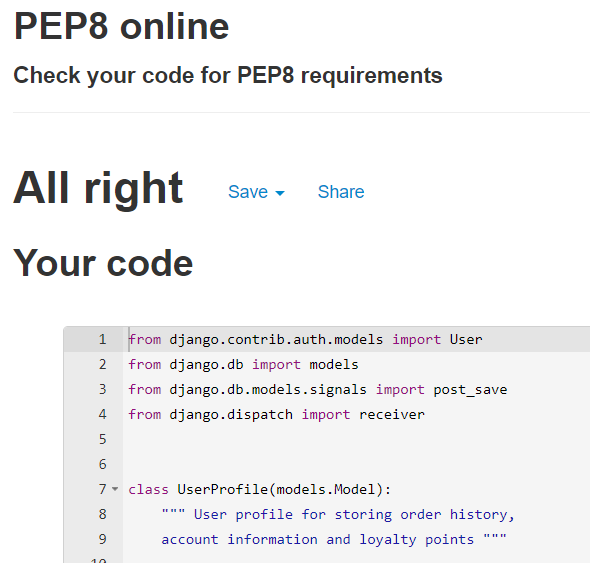 PEP8 online
Check your code for PEP8 requirements
All right Save Share
Your code
1 from django.contrib.auth.models import User
2 from django.db import models
3 from django.db.models.signals import post_save
4 from django.dispatch import receiver
5
6
7 class UserProfile(models.Model):
8 """ User profile for storing order history,
9 account information and loyalty points """
10